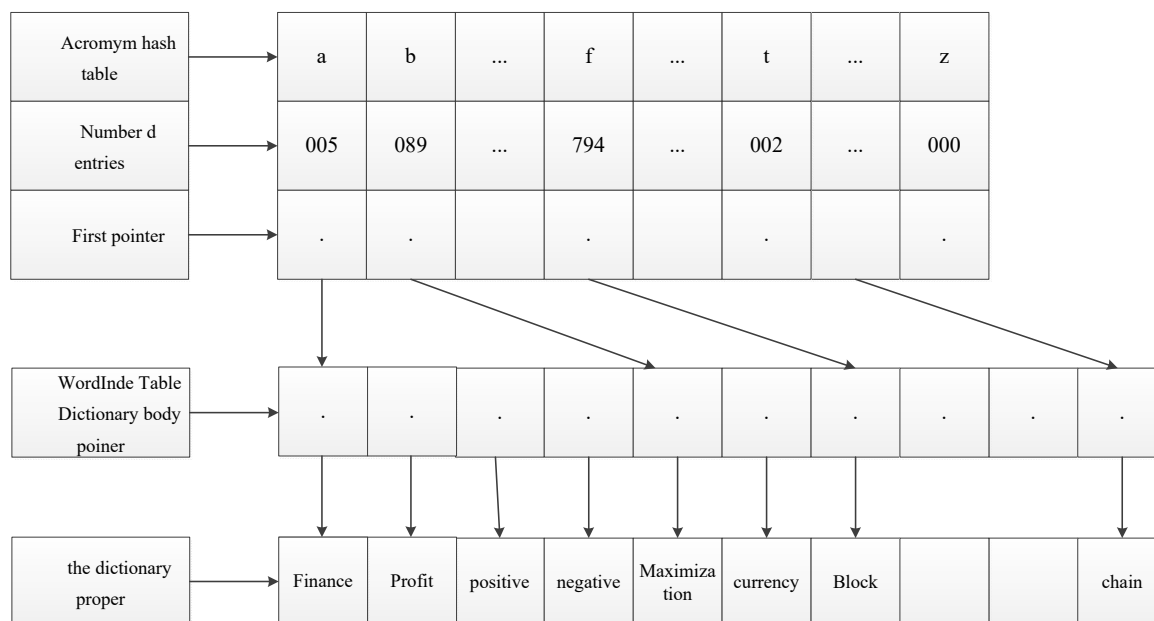 Acromym hash
table
a b ... f ... t ... z
Number d
entries
005 089 ... 794 ... 002 ... 000
First pointer
. . . . .
WordInde Table
Dictionary body
poiner
. . . . . . . . . .
the dictionary
proper
Finance Profit positive negative Maximiza
tion currency Block chain